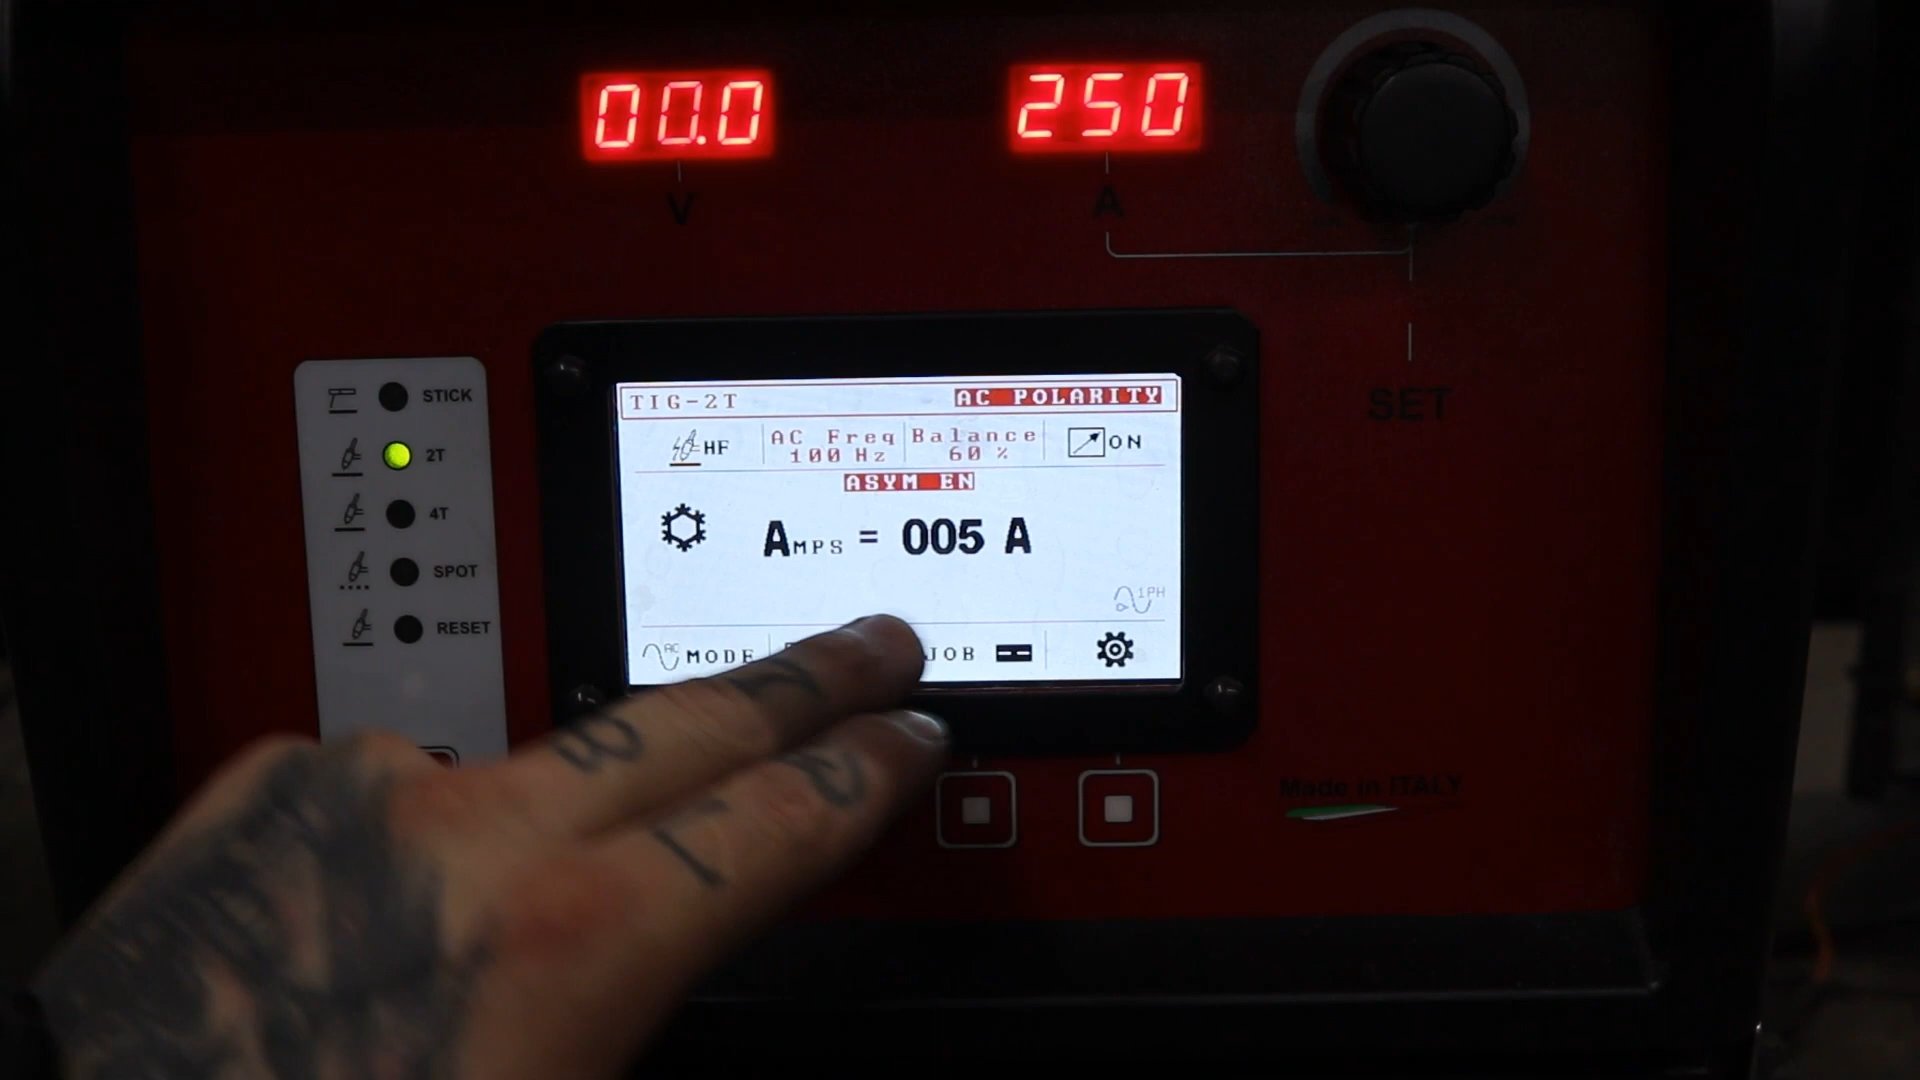 00.0
250
V
A
SET
STICK
2T
4T
SPOT
RESET
TIG-2T AC POLARITY
HF AC Freq Balance ON
100 Hz 60 %
ASYM EN
AMPS = 005 A
1PH
AC MODE JOB --
Made in ITALY